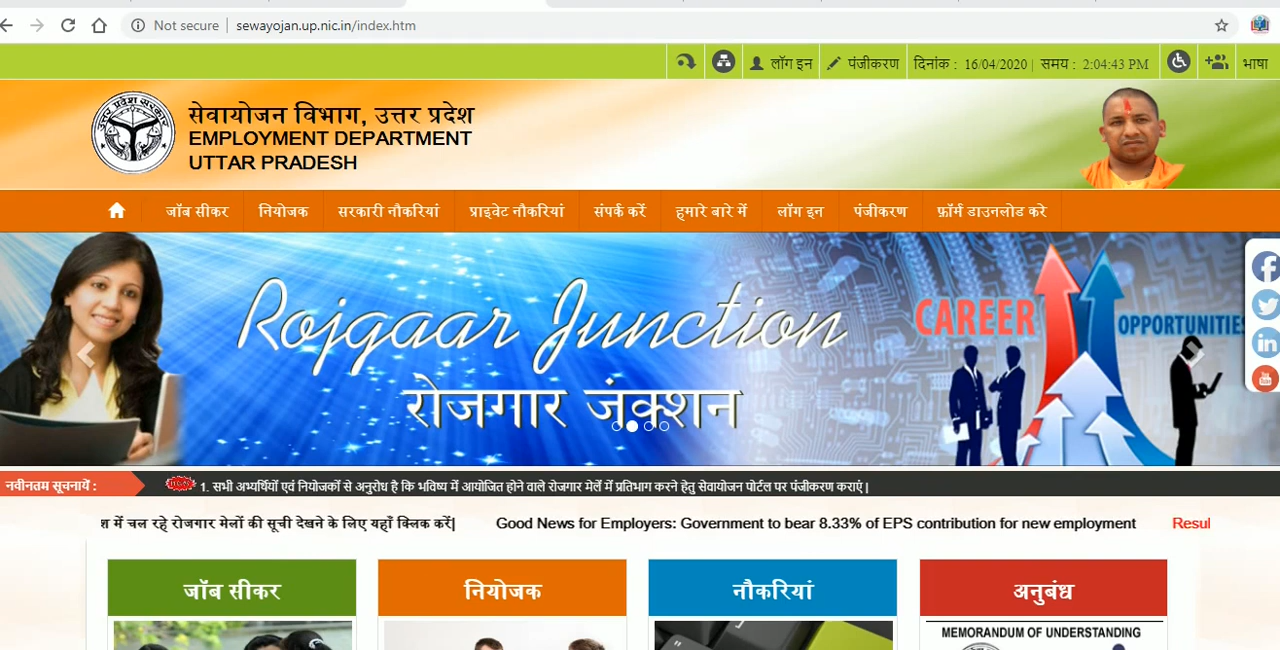 Not secure | sewayojan.up.nic.in/index.htm
लॉग इन पंजीकरण दिनांक : 16/04/2020 | समय : 2:04:43 PM भाषा
सेवायोजन विभाग, उत्तर प्रदेश
EMPLOYMENT DEPARTMENT
UTTAR PRADESH
जॉब सीकर नियोजक सरकारी नौकरियां प्राइवेट नौकरियां संपर्क करें हमारे बारे में लॉग इन पंजीकरण फ़ॉर्म डाउनलोड करे
Rojgaar Junction
रोजगार जंक्शन
CAREER
OPPORTUNITIES
नवीनतम सूचनायें :
1. सभी अभ्यर्थियों एवं नियोजकों से अनुरोध है कि भविष्य में आयोजित होने वाले रोजगार मेलें में प्रतिभाग करने हेतु सेवायोजन पोर्टल पर पंजीकरण कराएं |
श में चल रहे रोजगार मेलों की सूची देखने के लिए यहाँ क्लिक करें| Good News for Employers: Government to bear 8.33% of EPS contribution for new employment Resul
जॉब सीकर नियोजक नौकरियां अनुबंध
MEMORANDUM OF UNDERSTANDING